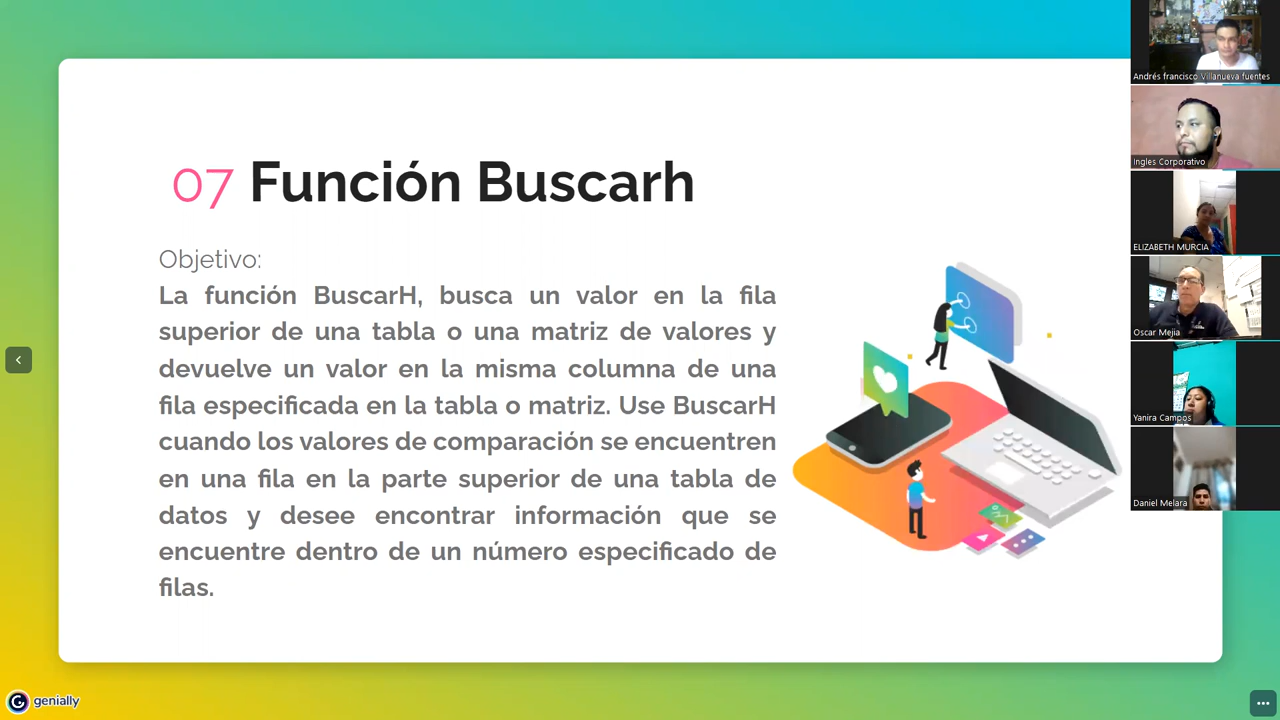 07 Función Buscarh
Objetivo:
La función BuscarH, busca un valor en la fila
superior de una tabla o una matriz de valores y
devuelve un valor en la misma columna de una
fila especificada en la tabla o matriz. Use BuscarH
cuando los valores de comparación se encuentren
en una fila en la parte superior de una tabla de
datos y desee encontrar información que se
encuentre dentro de un número especificado de
filas.
Andrés francisco Villanueva fuentes
Ingles Corporativo
ELIZABETH MURCIA
Oscar Mejia
Yanira Campos
Daniel Melara
genially